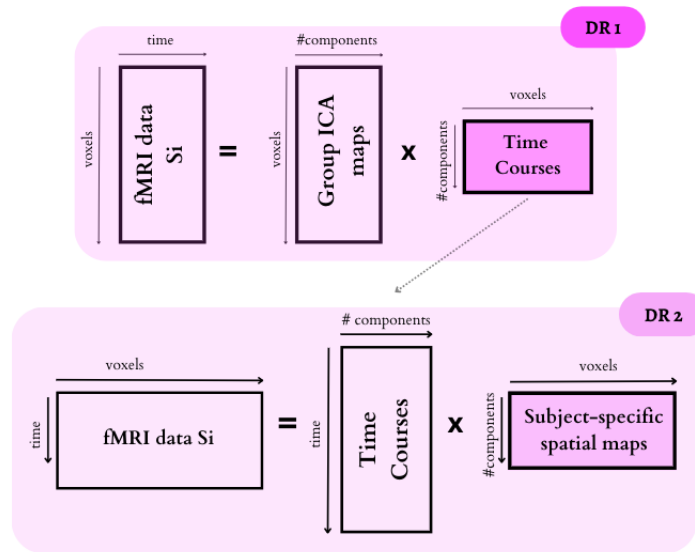 DR 1
time
#components
voxels
fMRI data
Si
=
voxels
Group ICA
maps
x
voxels
#components
Time
Courses
DR 2
# components
voxels
time
fMRI data Si
=
time
Time
Courses
x
voxels
#components
Subject-specific
spatial maps